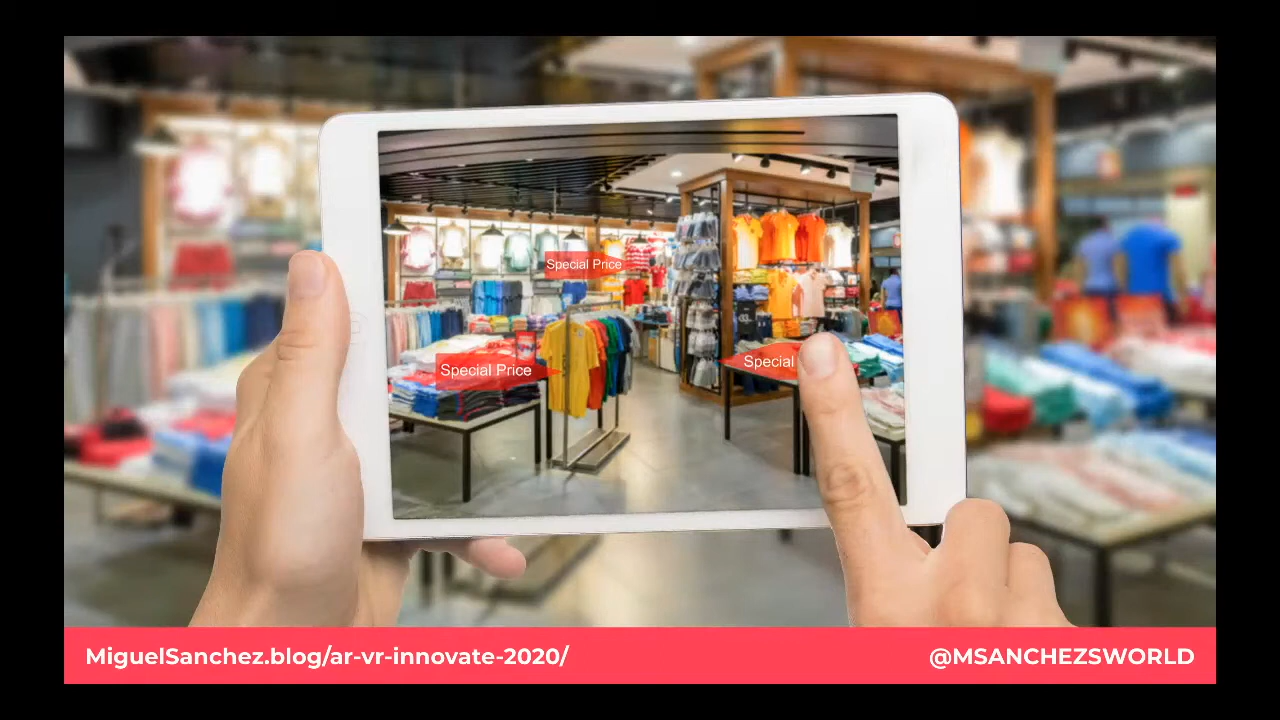 Special Price
Special Price
Special
MiguelSanchez.blog/ar-vr-innovate-2020/
@MSANCHEZSWORLD